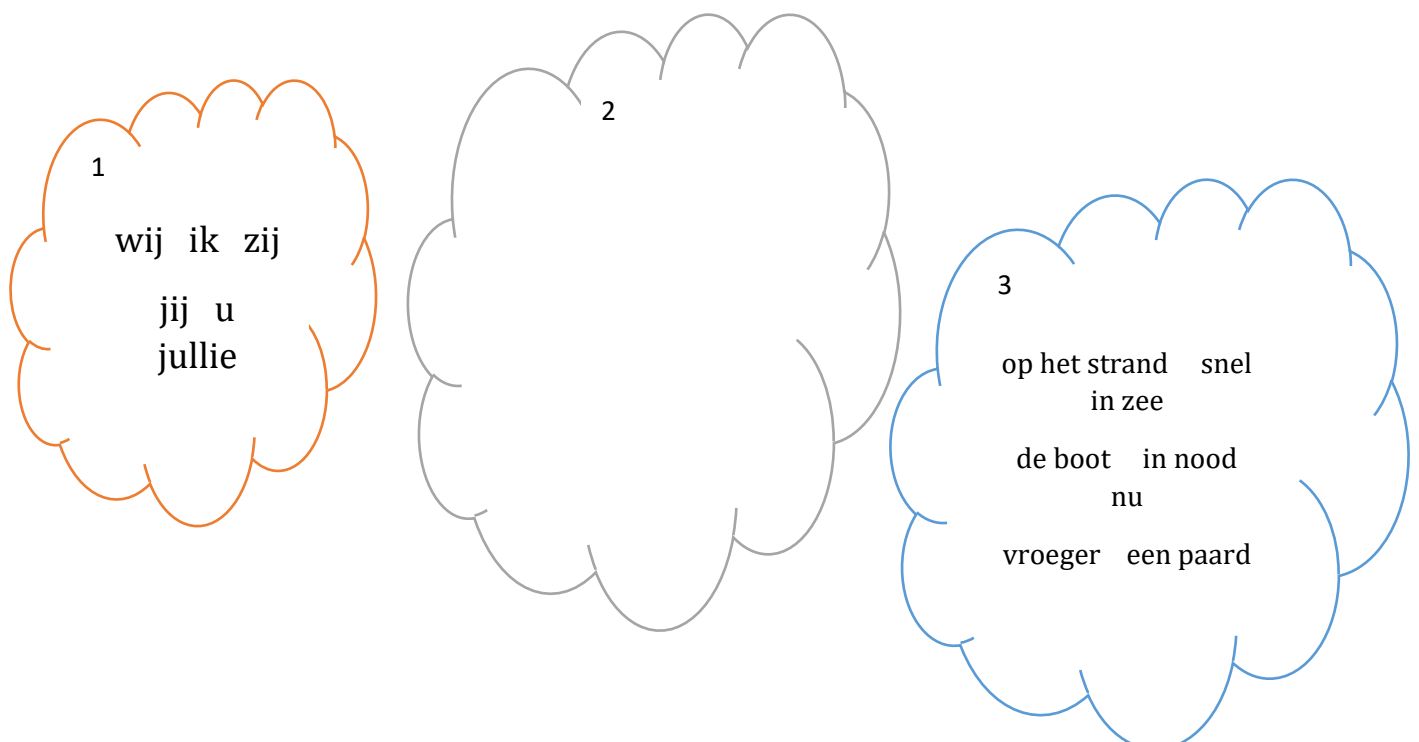 1
wij ik zij
jij u
jullie
2
3
op het strand snel
in zee
de boot in nood
nu
vroeger een paard